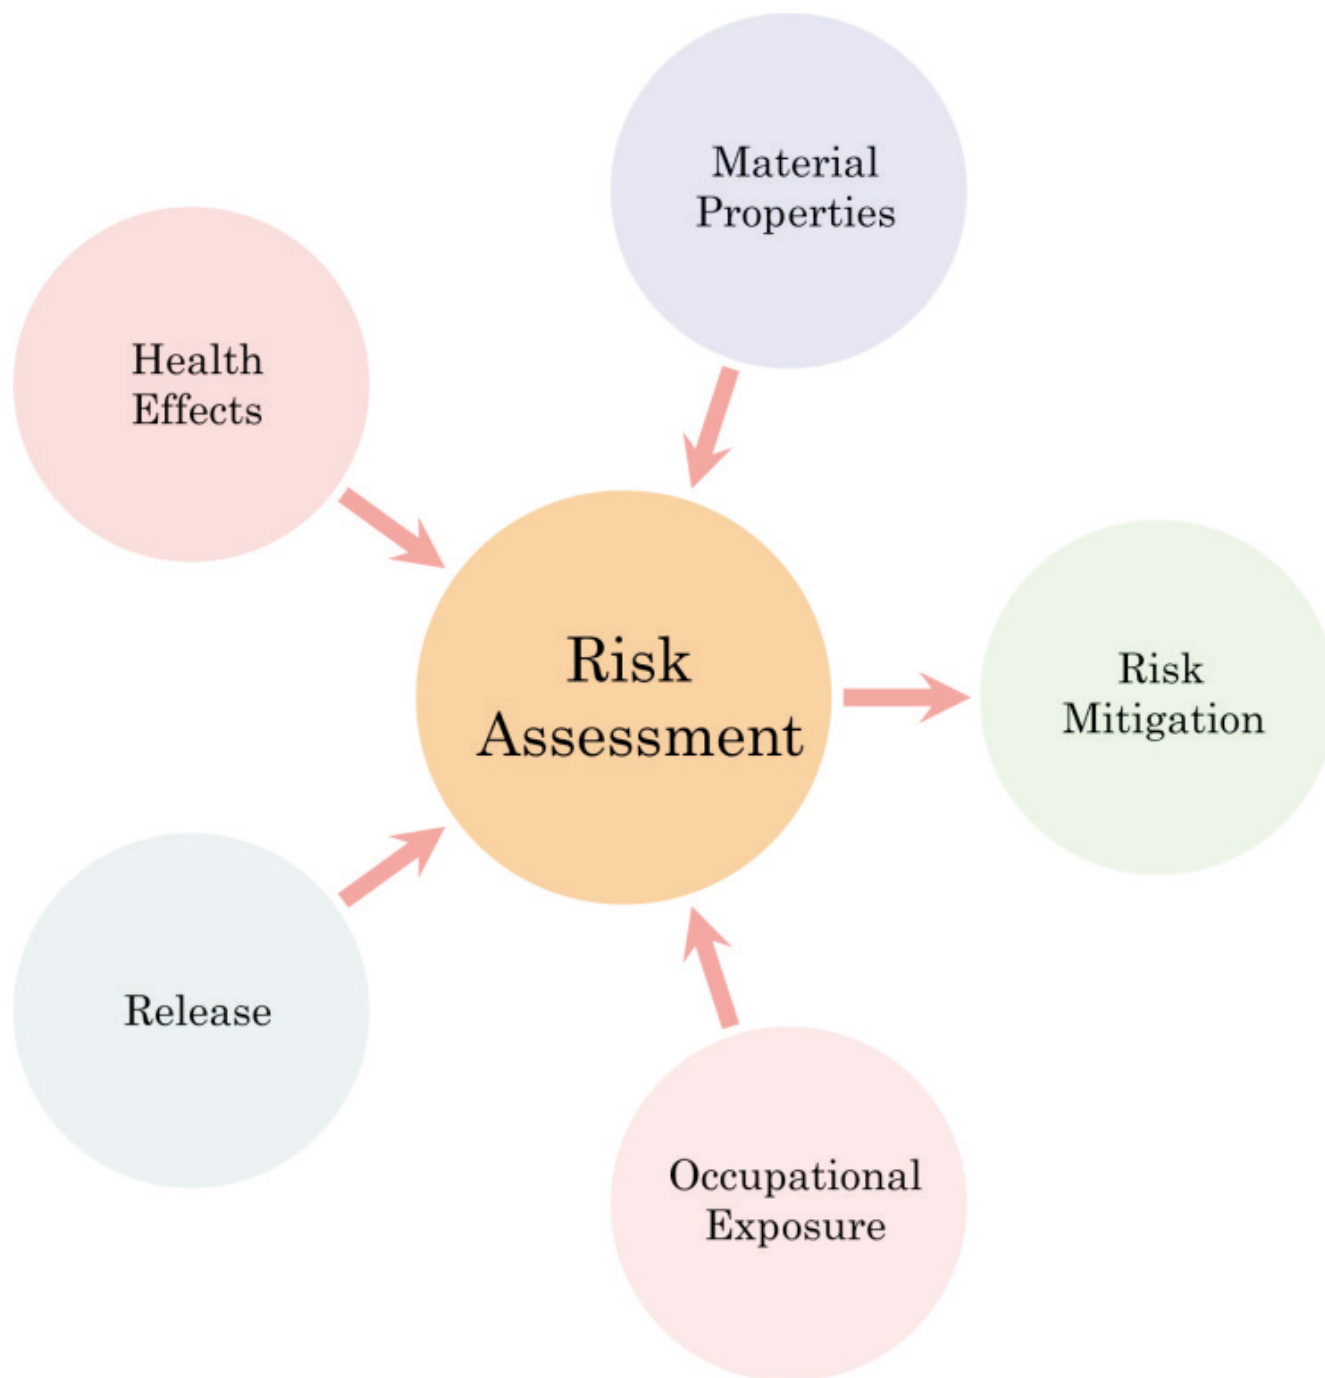 Material
Properties
Health
Effects
Risk
Assessment
Risk
Mitigation
Release
Occupational
Exposure